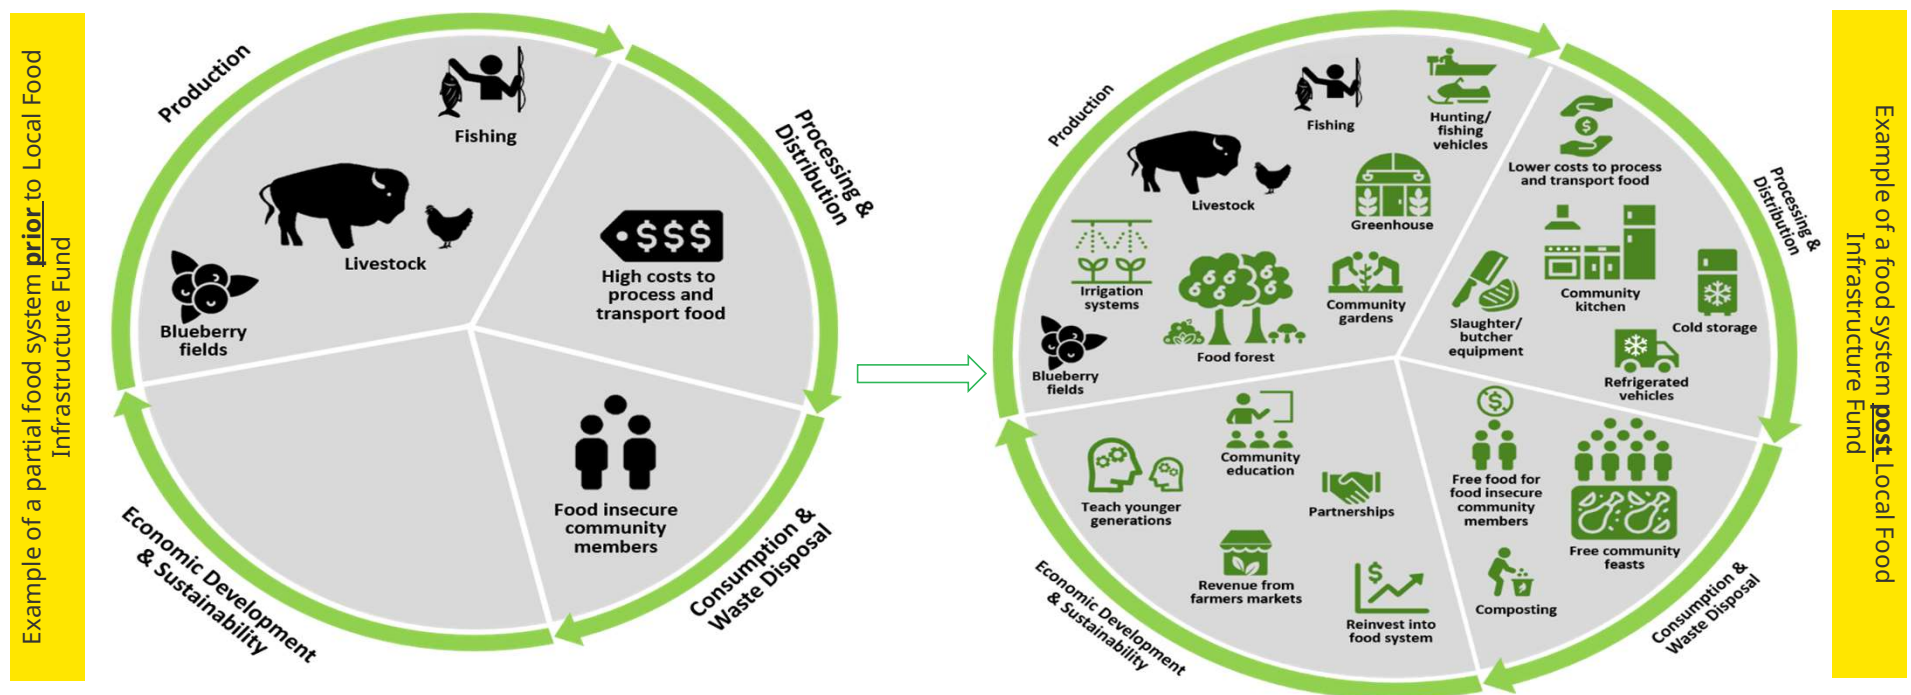 Example of a partial food system prior to Local Food
Infrastructure Fund
Production
Fishing
Livestock
Blueberry
fields
Processing &
Distribution
$$$
High costs to
process and
transport food
Food insecure
community
members
Consumption &
Waste Disposal
Economic Development
& Sustainability
Production
Fishing
Hunting/
fishing
vehicles
Livestock
Greenhouse
Irrigation
systems
Food forest
Community
gardens
Blueberry
fields
Processing &
Distribution
$
Lower costs to process
and transport food
Community
kitchen
Slaughter/
butcher
equipment
Cold storage
Refrigerated
vehicles
$
Free food for
food insecure
community
members
Free community
feasts
Composting
Consumption &
Waste Disposal
Community
education
Teach younger
generations
Partnerships
Revenue from
farmers markets
$
Reinvest into
food system
Economic Development
& Sustainability
Example of a food system post Local Food
Infrastructure Fund